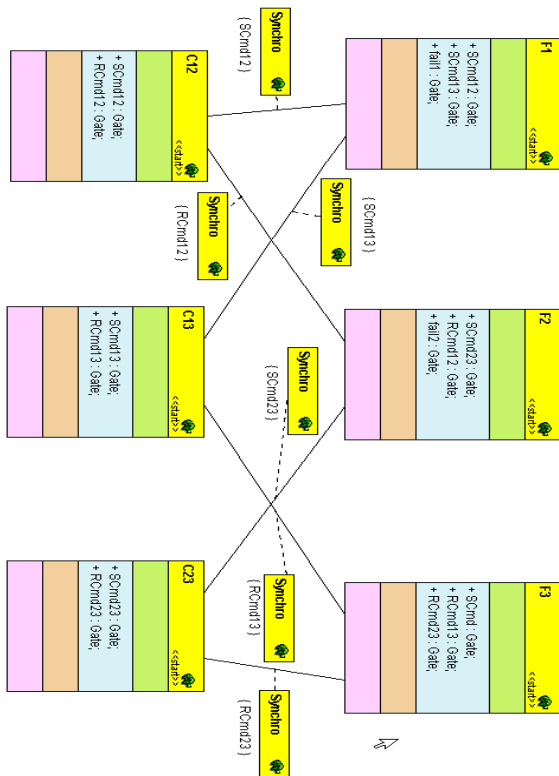 F1
<<start>>
+ SCmd12 : Gate;
+ SCmd13 : Gate;
+ fail1 : Gate;
F2
<<start>>
+ SCmd23 : Gate;
+ RCmd12 : Gate;
+ fail2 : Gate;
F3
<<start>>
+ SCmd : Gate;
+ RCmd13 : Gate;
+ RCmd23 : Gate;
{ SCmd13 }
Synchro
Synchro
{ SCmd12 }
Synchro
{ RCmd12 }
Synchro
{ SCmd23 }
Synchro
{ RCmd13 }
Synchro
{ RCmd23 }
C12
<<start>>
+ SCmd12 : Gate;
+ RCmd12 : Gate;
C13
<<start>>
+ SCmd13 : Gate;
+ RCmd13 : Gate;
C23
<<start>>
+ SCmd23 : Gate;
+ RCmd23 : Gate;